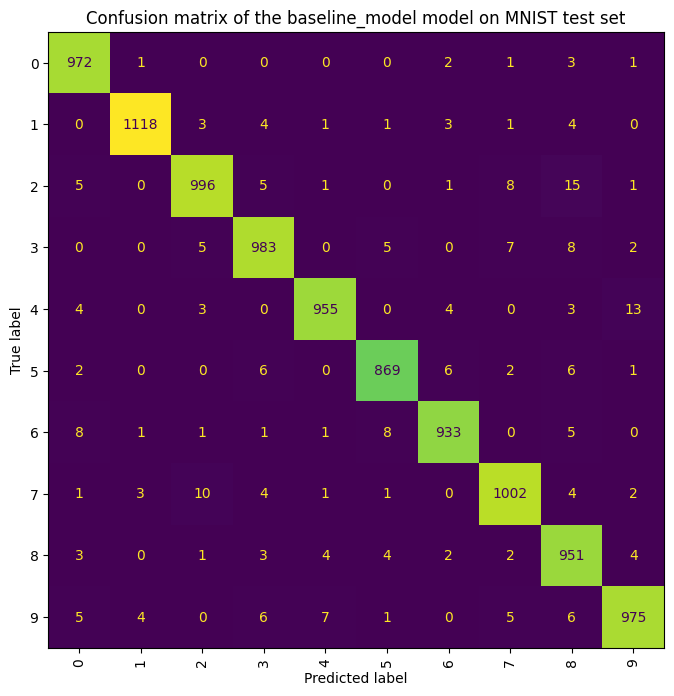 Confusion matrix of the baseline_model model on MNIST test set
0 972 1 0 0 0 0 2 1 3 1
1 0 1118 3 4 1 1 3 1 4 0
2 5 0 996 5 1 0 1 8 15 1
3 0 0 5 983 0 5 0 7 8 2
4 4 0 3 0 955 0 4 0 3 13
5 2 0 0 6 0 869 6 2 6 1
6 8 1 1 1 1 8 933 0 5 0
7 1 3 10 4 1 1 0 1002 4 2
8 3 0 1 3 4 4 2 2 951 4
9 5 4 0 6 7 1 0 5 6 975
True label
0 1 2 3 4 5 6 7 8 9
Predicted label